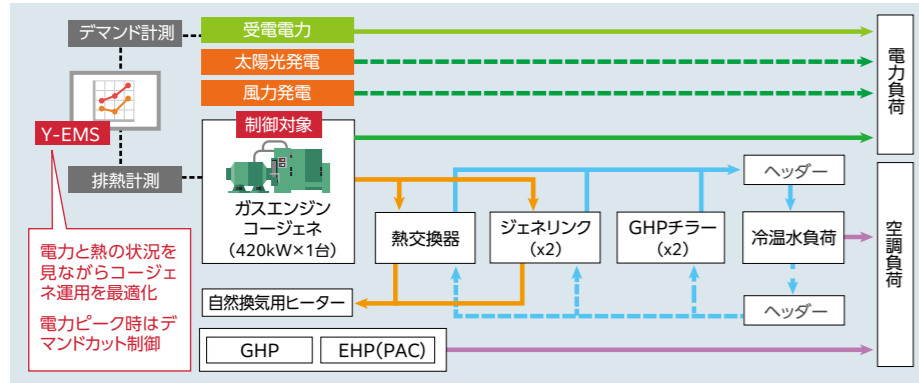 デマンド計測
受電電力
太陽光発電
風力発電
電力負荷
Y-EMS
制御対象
排熱計測
ガスエンジン
コージェネ
(420kW×1台)
熱交換器
ジェネリンク
(x2)
GHPチラー
(x2)
ヘッダー
冷温水負荷
ヘッダー
空調負荷
電力と熱の状況を
見ながらコージェ
ネ運用を最適化
電力ピーク時はデ
マンドカット制御
自然換気用ヒーター
GHP
EHP(PAC)